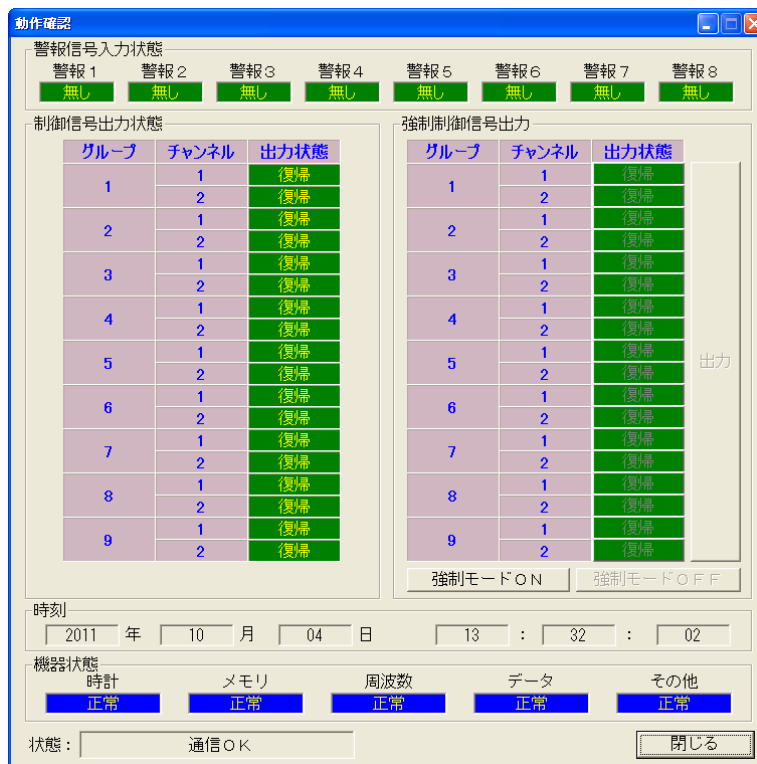 動作確認
警報信号入力状態
警報1 警報2 警報3 警報4 警報5 警報6 警報7 警報8
無し 無し 無し 無し 無し 無し 無し 無し
制御信号出力状態
グループ チャンネル 出力状態
1 1 復帰
2 復帰
2 1 復帰
2 復帰
3 1 復帰
2 復帰
4 1 復帰
2 復帰
5 1 復帰
2 復帰
6 1 復帰
2 復帰
7 1 復帰
2 復帰
8 1 復帰
2 復帰
9 1 復帰
2 復帰
強制制御信号出力
グループ チャンネル 出力状態
1 1 復帰
2 復帰
2 1 復帰
2 復帰
3 1 復帰
2 復帰
4 1 復帰
2 復帰
5 1 復帰
2 復帰
6 1 復帰
2 復帰
7 1 復帰
2 復帰
8 1 復帰
2 復帰
9 1 復帰
2 復帰
出力
強制モードON 強制モードOFF
時刻
2011 年 10 月 04 日 13 : 32 : 02
機器状態
時計 メモリ 周波数 データ その他
正常 正常 正常 正常 正常
状態: 通信OK 閉じる